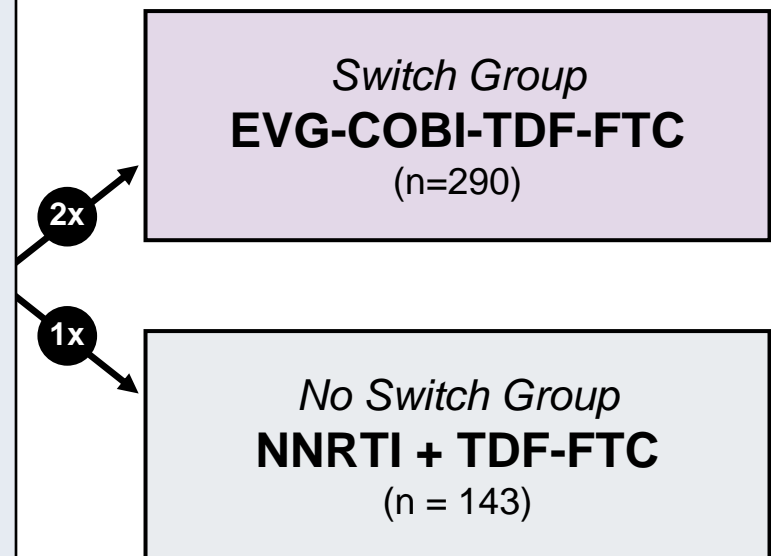 Switch Group
EVG-COBI-TDF-FTC
(n=290)
2x
1x
No Switch Group
NNRTI + TDF-FTC
(n = 143)